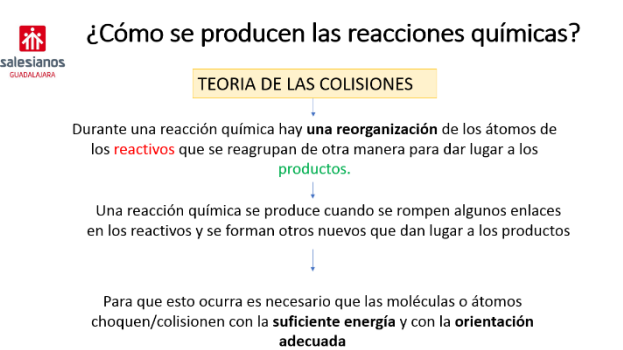 ¿Cómo se producen las reacciones químicas?
salesianos
GUADALAJARA
TEORIA DE LAS COLISIONES
Durante una reacción química hay una reorganización de los átomos de
los reactivos que se reagrupan de otra manera para dar lugar a los
productos.
Una reacción química se produce cuando se rompen algunos enlaces
en los reactivos y se forman otros nuevos que dan lugar a los productos
Para que esto ocurra es necesario que las moléculas o átomos
choquen/colisionen con la suficiente energía y con la orientación
adecuada